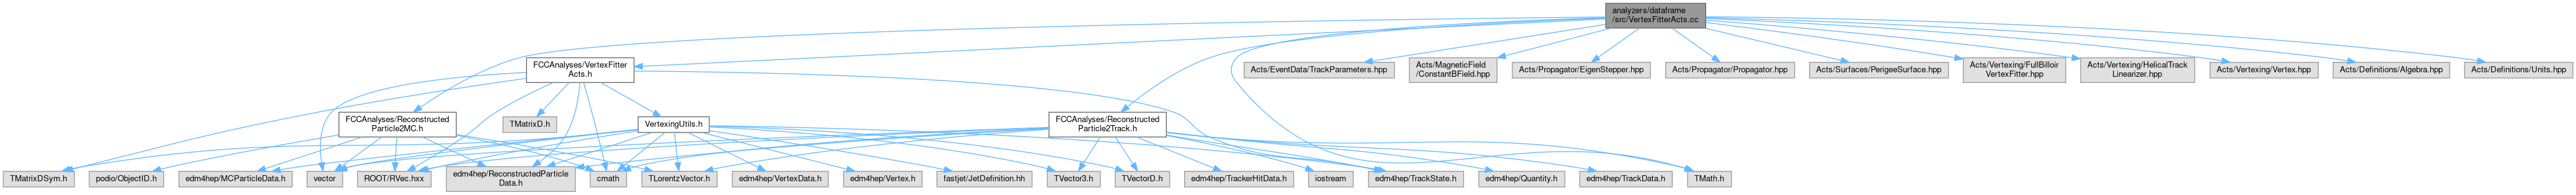 analyzers/dataframe
/src/VertexFitterActs.cc
FCCAnalyses/VertexFitter
Acts.h
Acts/EventData/TrackParameters.hpp
Acts/MagneticField
/ConstantBField.hpp
Acts/Propagator/EigenStepper.hpp
Acts/Propagator/Propagator.hpp
Acts/Surfaces/PerigeeSurface.hpp
Acts/Vertexing/FullBilloir
VertexFitter.hpp
Acts/Vertexing/HelicalTrack
Linearizer.hpp
Acts/Vertexing/Vertex.hpp
Acts/Definitions/Algebra.hpp
Acts/Definitions/Units.hpp
FCCAnalyses/Reconstructed
Particle2MC.h
TMatrixD.h
VertexingUtils.h
FCCAnalyses/Reconstructed
Particle2Track.h
TMatrixDSym.h
podio/ObjectID.h
edm4hep/MCParticleData.h
vector
ROOT/RVec.hxx
edm4hep/ReconstructedParticle
Data.h
cmath
TLorentzVector.h
edm4hep/VertexData.h
edm4hep/Vertex.h
fastjet/JetDefinition.hh
TVector3.h
TVectorD.h
edm4hep/TrackerHitData.h
iostream
edm4hep/TrackState.h
edm4hep/Quantity.h
edm4hep/TrackData.h
TMath.h